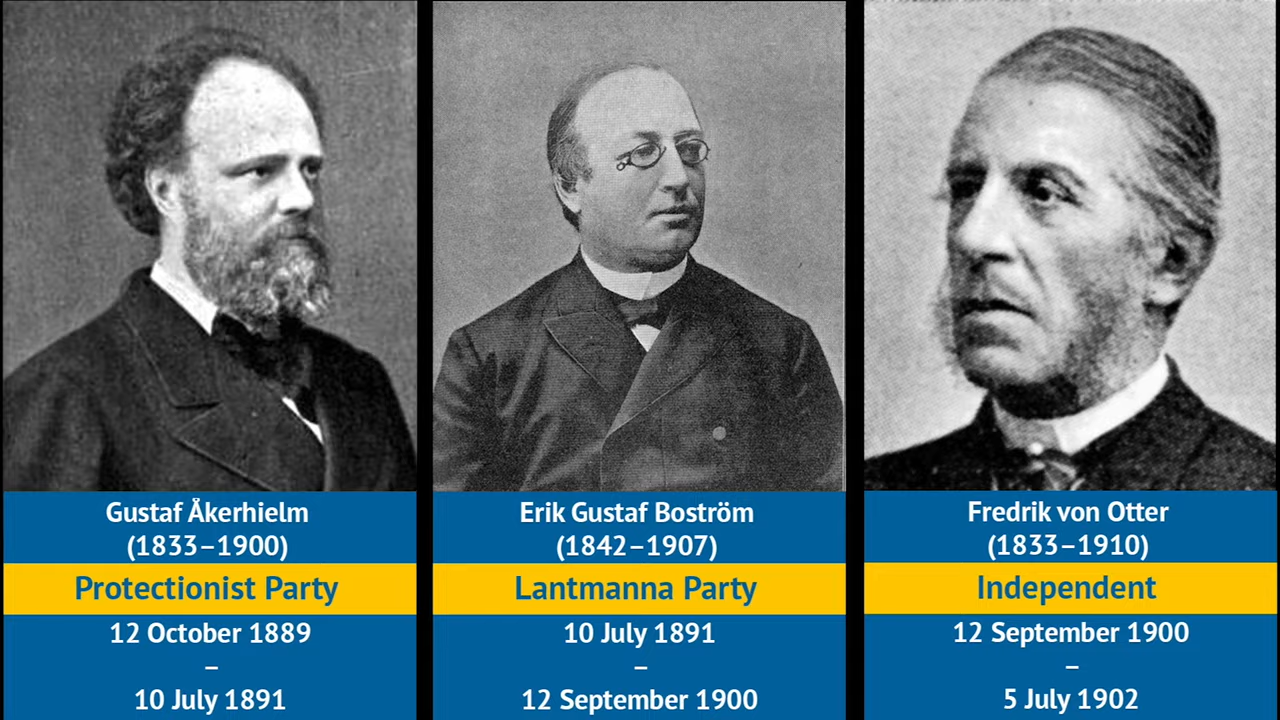 Gustaf Åkerhielm
(1833–1900)
Protectionist Party
12 October 1889
–
10 July 1891
Erik Gustaf Boström
(1842–1907)
Lantmanna Party
10 July 1891
–
12 September 1900
Fredrik von Otter
(1833–1910)
Independent
12 September 1900
–
5 July 1902